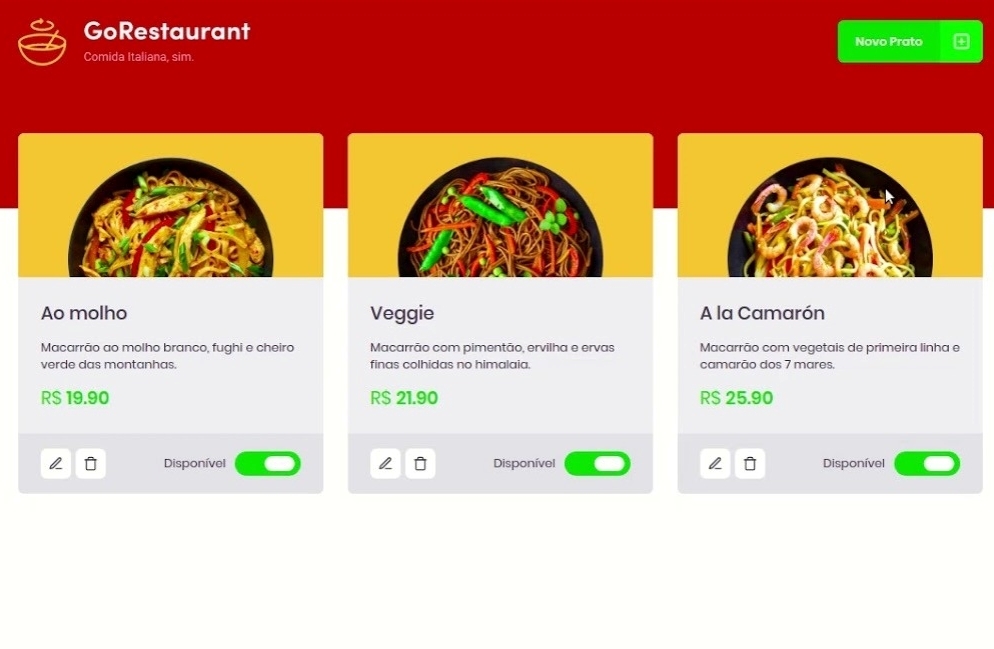 GoRestaurant
Comida Italiana, sim.
Novo Prato
Ao molho
Macarrão ao molho branco, fughi e cheiro
verde das montanhas.
R$ 19.90
Disponível
Veggie
Macarrão com pimentão, ervilha e ervas
finas colhidas no himalaia.
R$ 21.90
Disponível
A la Camarón
Macarrão com vegetais de primeira linha e
camarão dos 7 mares.
R$ 25.90
Disponível